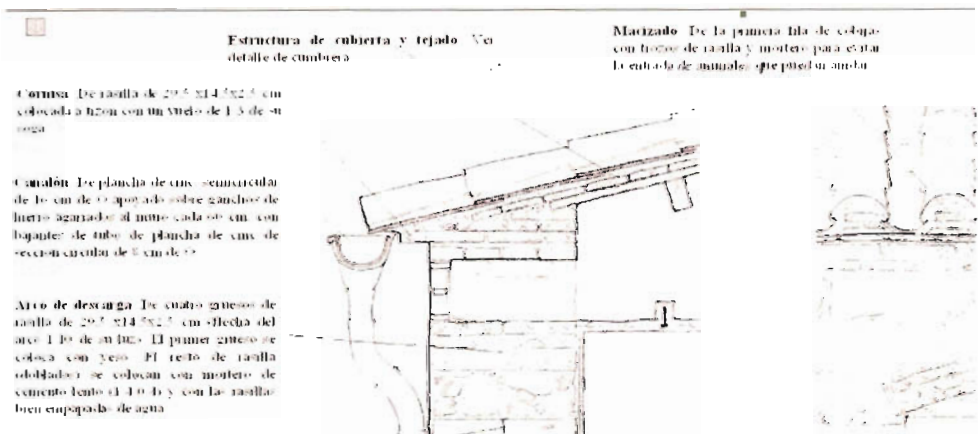 Estructura de cubierta y tejado Ver
detalle de cumbrera
Macizado De la primera fila de cobijas
con trozos de rasilla y mortero para evitar
la entrada de animales que puedan anidar
Cornisa De rasilla de 29'5 x14'5x2'5 cm
colocada a tizón con un vuelo de 1/3 de su
soga
Canalón De plancha de cinc semicircular
de 16 cm de apoyado sobre ganchos de
hierro agarrados al muro cada cm con
bajantes de tubo de plancha de cinc de
sección circular de 8 cm de
Arco de descarga De cuatro gruesos de
rasilla de 29'5 x14'5x2'5 cm (flecha del
arco 1/10 de su luz) El primer grueso se
coloca con yeso El resto de rasilla
(doblados) se colocan con mortero de
cemento lento y con las rasillas
bien empapadas de agua